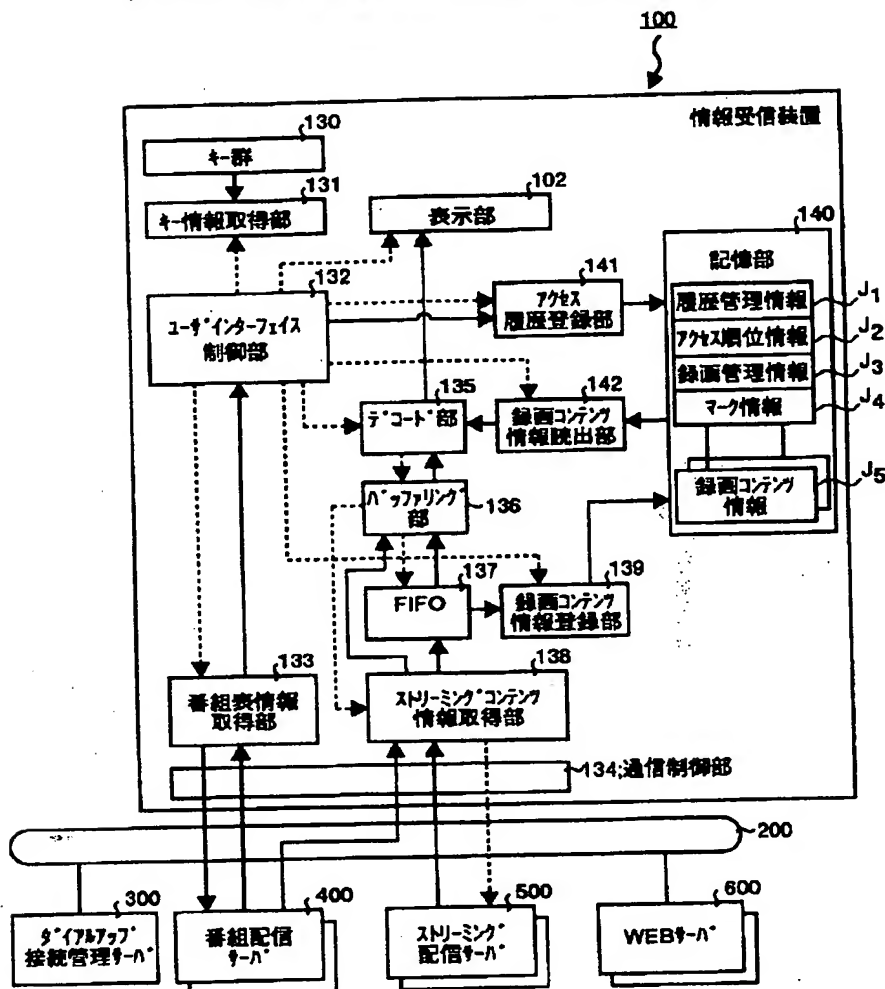 100
情報受信装置
130
キー群
131
キー情報取得部
102
表示部
132
ユーザインターフェイス
制御部
141
アクセス
履歴登録部
140
記憶部
履歴管理情報
J1
アクセス順位情報
J2
録画管理情報
J3
マーク情報
J4
録画コンテンツ
情報
J5
135
デコード部
142
録画コンテンツ
情報読出部
バッファリング
部
136
137
FIFO
139
録画コンテンツ
情報登録部
133
番組表情報
取得部
138
ストリーミングコンテンツ
情報取得部
134;通信制御部
200
300
ダイアルアップ
接続管理サーバ
400
番組配信
サーバ
500
ストリーミング
配信サーバ
600
WEBサーバ